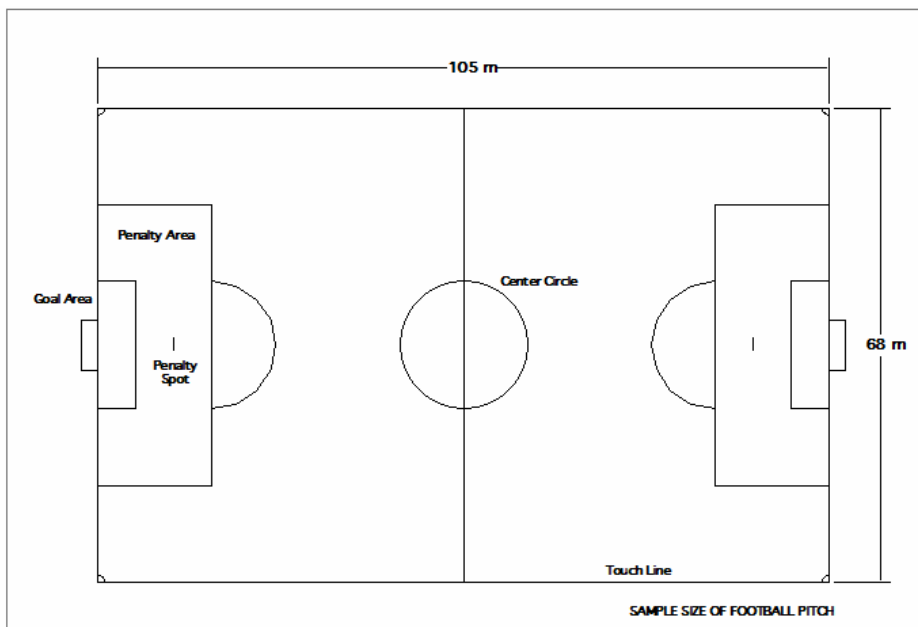 105 m
Penalty Area
Center Circle
Goal Area
68 m
Penalty
Spot
Touch Line
SAMPLE SIZE OF FOOTBALL PITCH